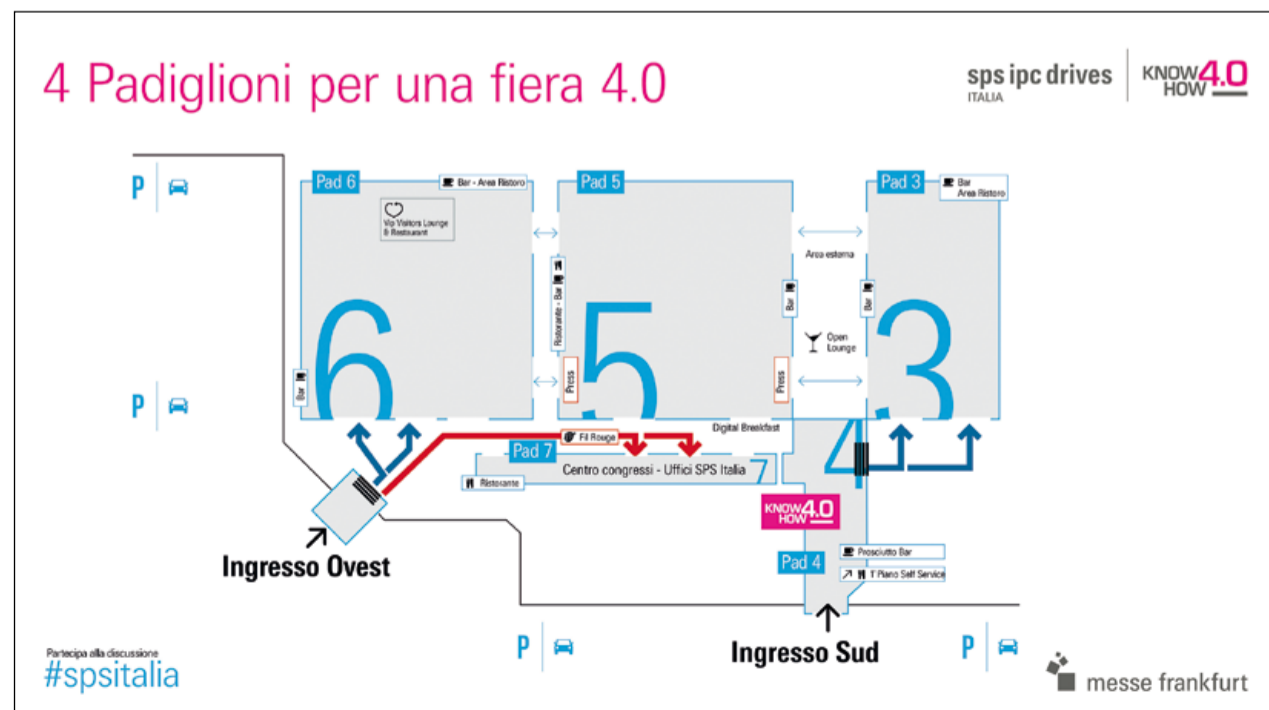 4 Padiglioni per una fiera 4.0
sps ipc drives
ITALIA
KNOW
HOW
4.0
P
Pad 6
Bar - Area Ristoro
Pad 5
Pad 3
Bar
Area Ristoro
Vip Visitors Lounge
& Restaurant
Area esterna
Ristorante - Bar
Bar
Bar
Open
Lounge
6
5
3
Bar
Press
Press
P
Digital Breakfast
Fil Rouge
4
Pad 7
Centro congressi - Uffici SPS Italia
7
Ristorante
KNOW
HOW
4.0
Prosciutto Bar
Pad 4
1° Piano Self Service
Ingresso Ovest
Ingresso Sud
P
P
Partecipa alla discussione
#spsitalia
messe frankfurt